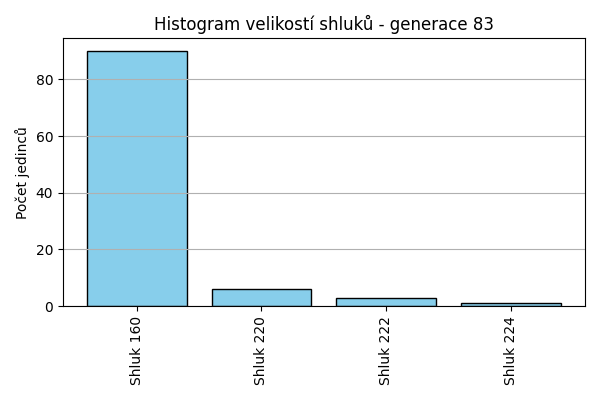 Histogram velikostí shluků - generace 83
Počet jedinců
80
60
40
20
0
Shluk 160
Shluk 220
Shluk 222
Shluk 224